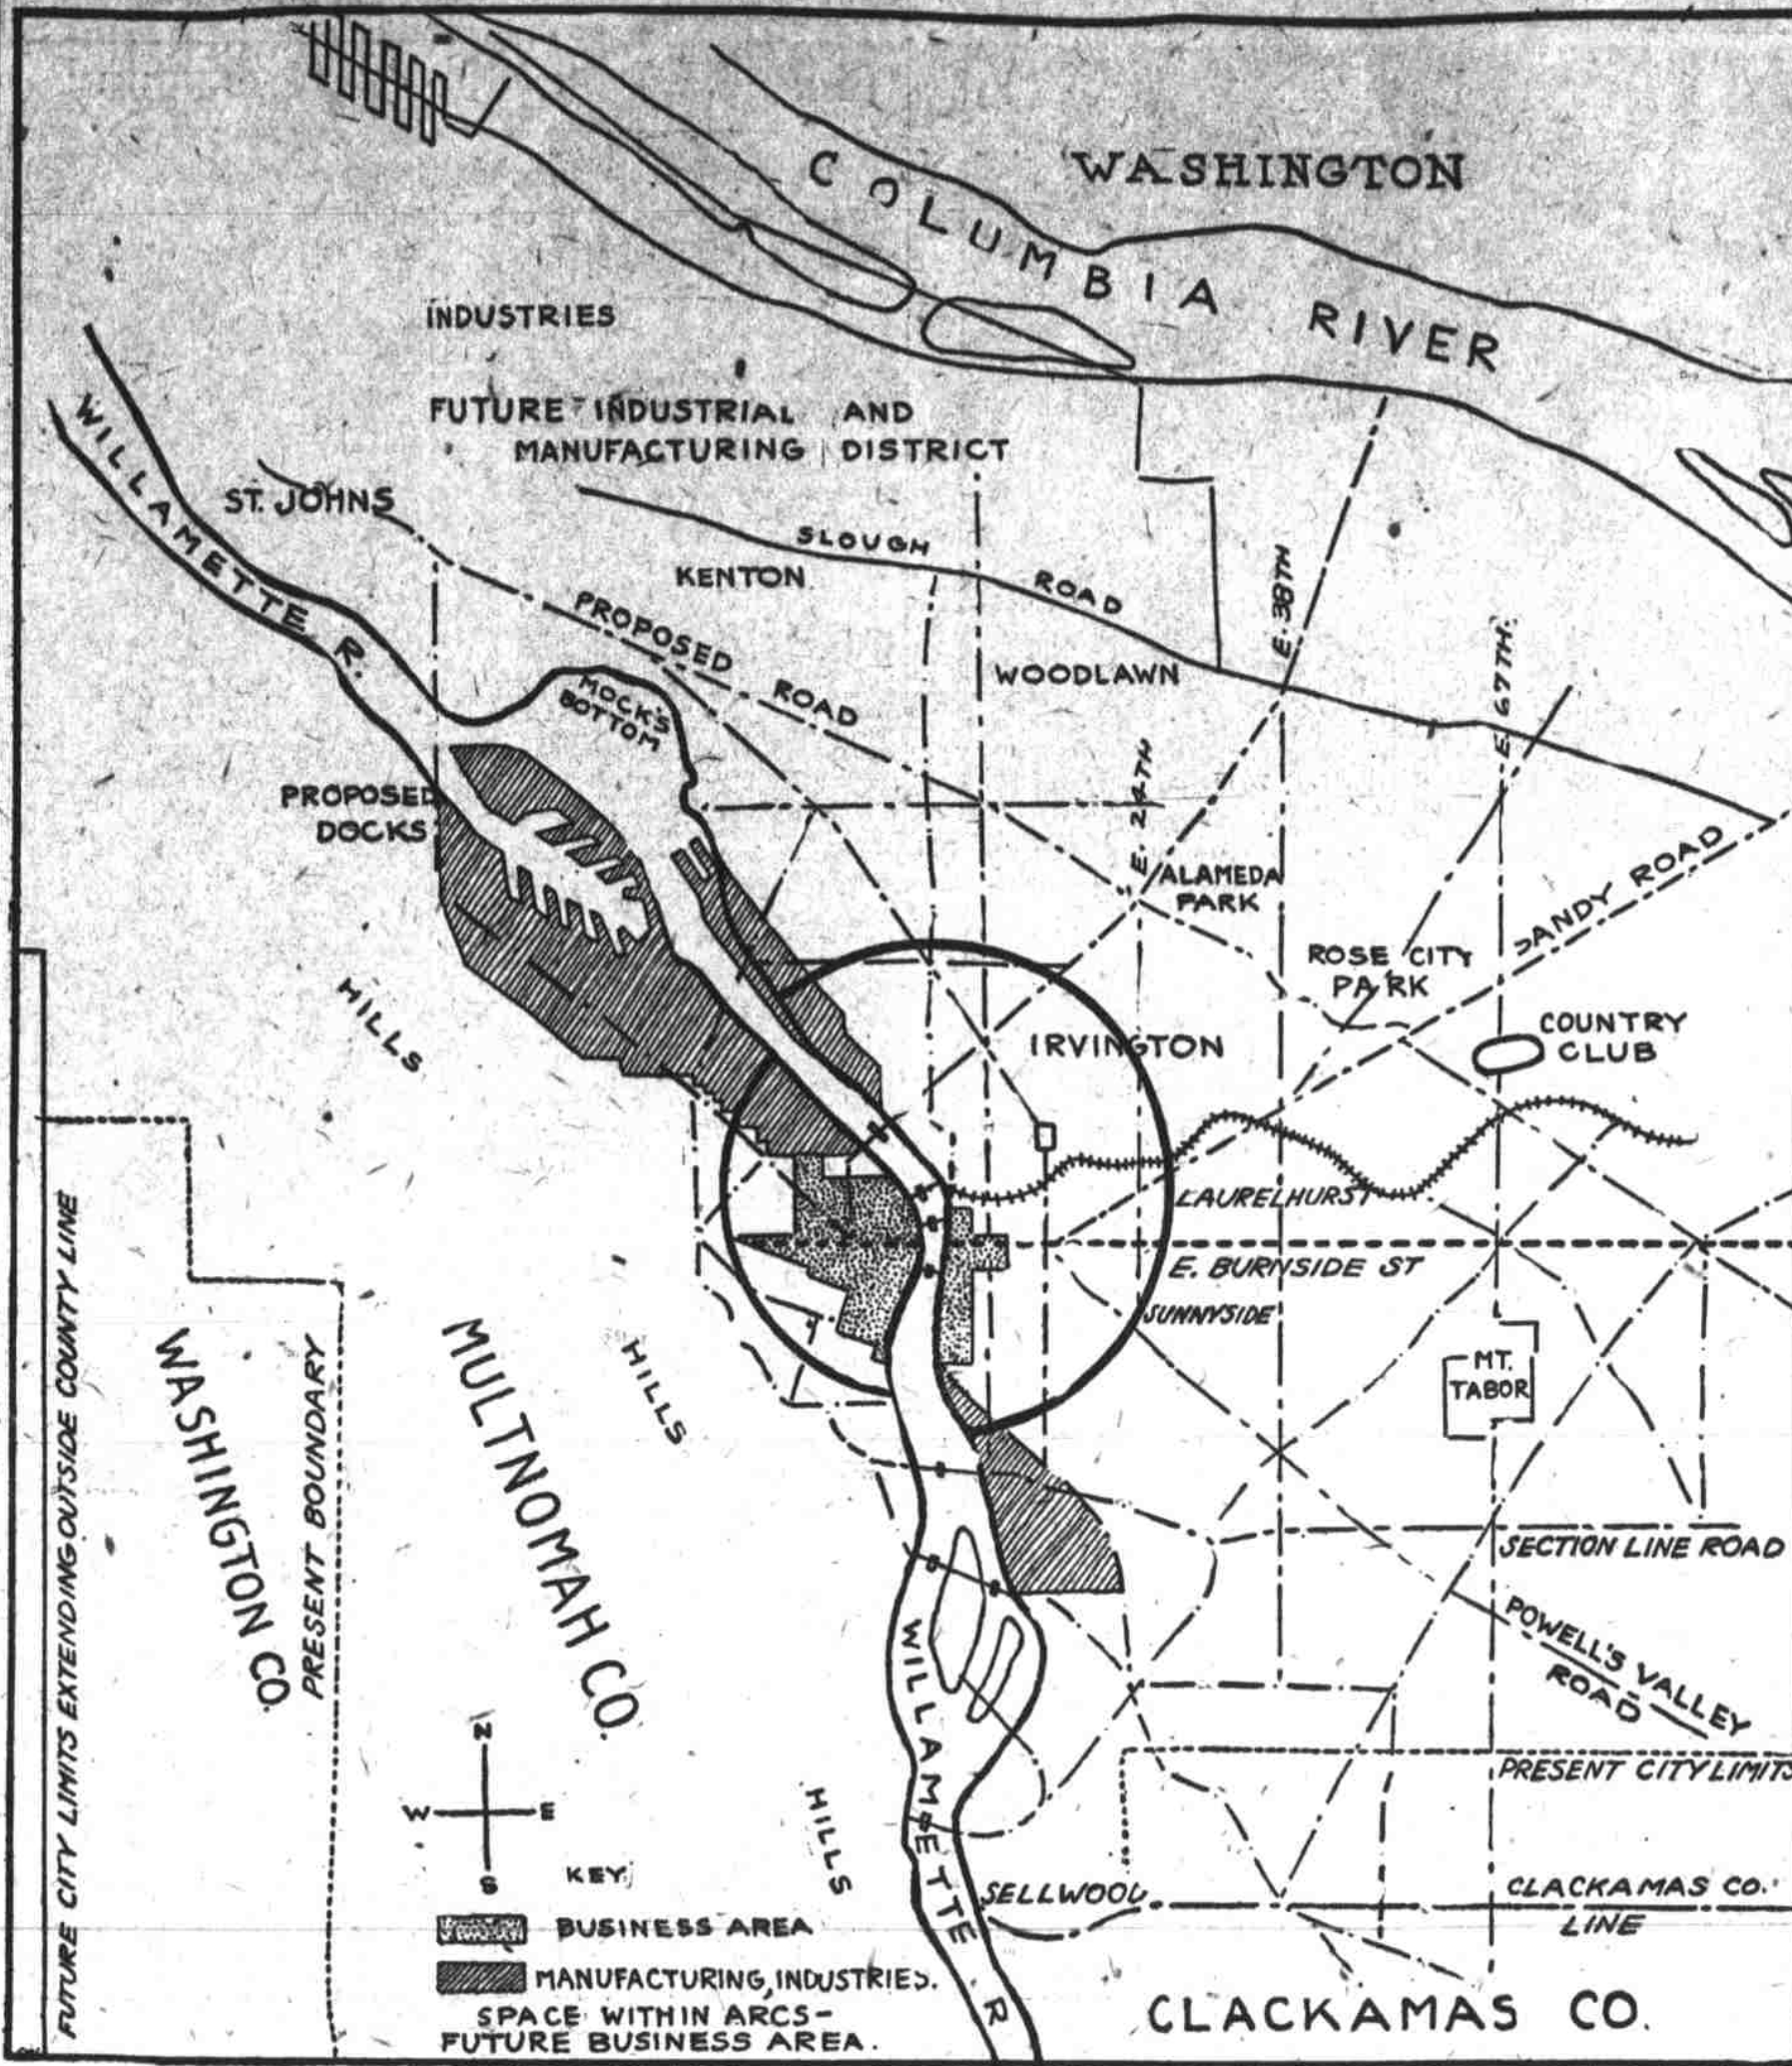 WASHINGTON
COLUMBIA RIVER
INDUSTRIES
FUTURE INDUSTRIAL AND
MANUFACTURING DISTRICT
ST. JOHNS
WILLAMETTE R.
SLOUGH ROAD
KENTON
PROPOSED ROAD
WOODLAWN
E. 38TH
E. 67TH.
MOCK'S
BOTTOM
PROPOSED
DOCKS
E. 24TH
ALAMEDA
PARK
SANDY ROAD
ROSE CITY
PARK
HILLS
IRVINGTON
COUNTRY
CLUB
LAURELHURST
E. BURNSIDE ST
SUNNYSIDE
MT.
TABOR
FUTURE CITY LIMITS EXTENDING OUTSIDE COUNTY LINE
WASHINGTON CO.
PRESENT BOUNDARY
MULTNOMAH CO.
HILLS
SECTION LINE ROAD
POWELL'S VALLEY
ROAD
PRESENT CITY LIMITS
WILLAMETTE R
HILLS
SELLWOOD
CLACKAMAS CO.
LINE
CLACKAMAS CO.
N
W E
S
KEY
BUSINESS AREA
MANUFACTURING, INDUSTRIES.
SPACE WITHIN ARCS-
FUTURE BUSINESS AREA.